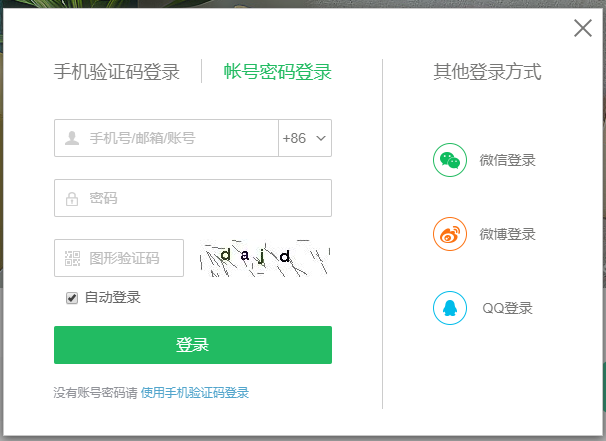 手机验证码登录
帐号密码登录
手机号/邮箱/账号
+86
密码
图形验证码
dajd
自动登录
登录
没有账号密码请 使用手机验证码登录
其他登录方式
微信登录
微博登录
QQ登录